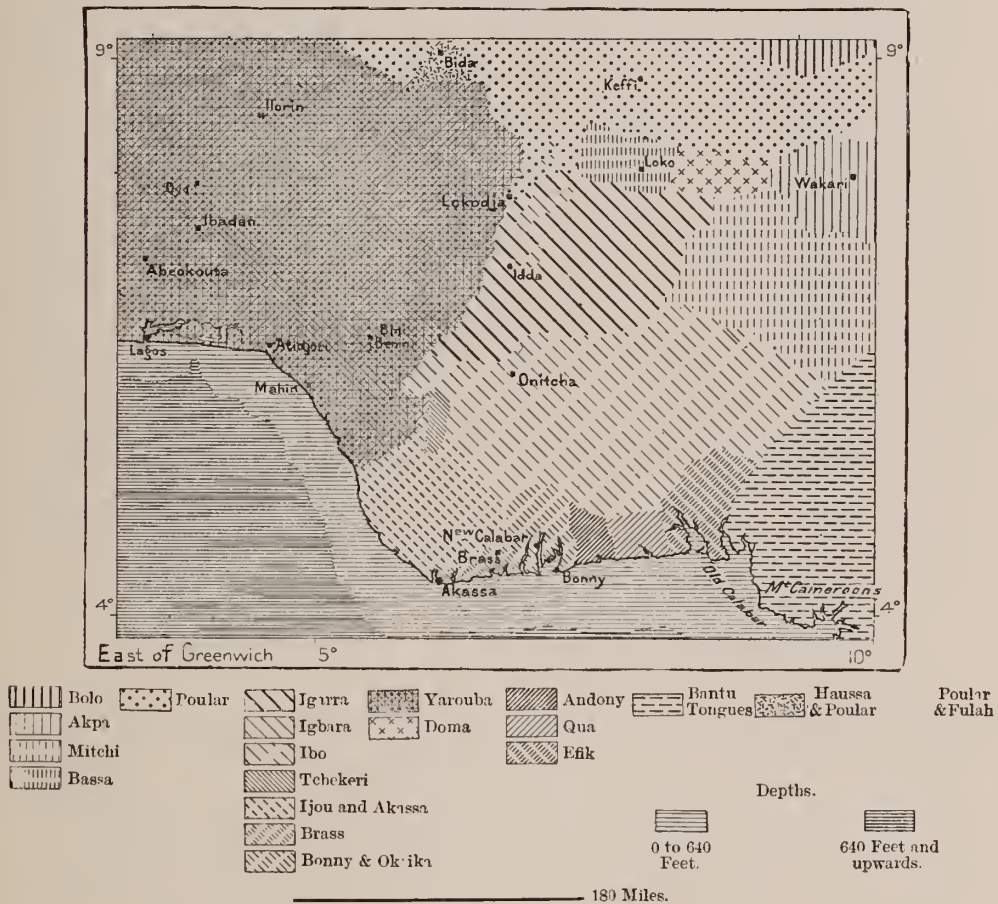 9° 9°
Bida
Keffi
Ilorin
Loko
Wakari
Lokodja
Ibadan
Abeokouta
Idda
Lagos
Atidjeri
Bini
Benin
Onitcha
Mahin
New Calabar
Brass
Bonny
Akassa
Old Calabar
Mt Cameroons
4° 4°
East of Greenwich 5° 10°
Bolo Poular Igarra Yarouba Andony Bantu Tongues Haussa & Poular Poular & Fulah
Akpa Igbara Doma Qua
Mitchi Ibo Efik
Bassa Tchekeri
Ijou and Akassa
Brass
Bonny & Okrika
Depths.
0 to 640 Feet.
640 Feet and upwards.
180 Miles.